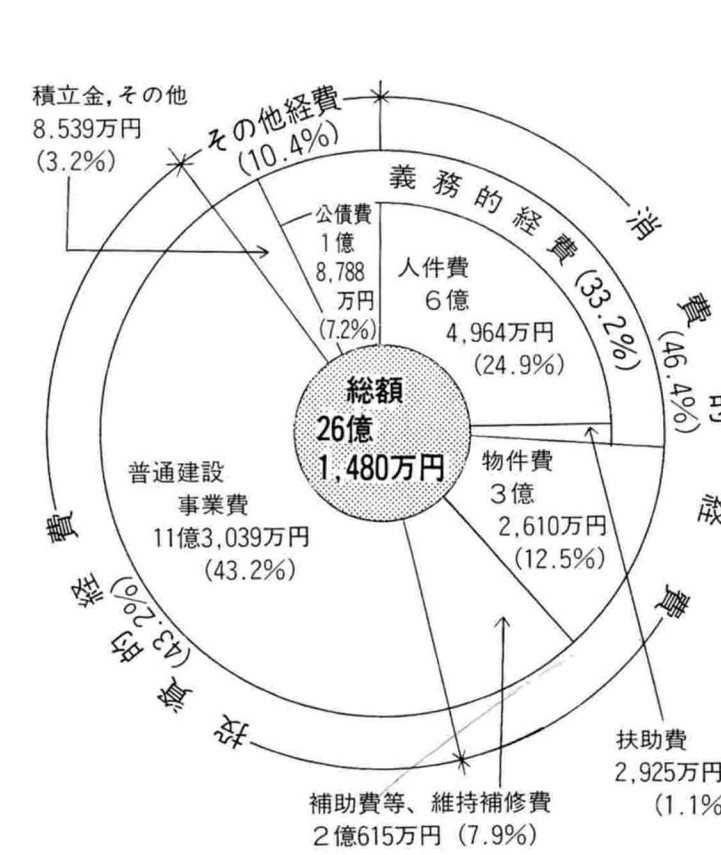 積立金,その他
8.539万円
(3.2%)
その他経費
(10.4%)
公債費
1億
8,788
万円
(7.2%)
義務的経費(33.2%)
人件費
6億
4,964万円
(24.9%)
消費的経費
(46.4%)
総額
26億
1,480万円
物件費
3億
2,610万円
(12.5%)
普通建設
事業費
11億3,039万円
(43.2%)
投資的経費
(43.2%)
扶助費
2,925万円
(1.1%
補助費等、維持補修費
2億615万円(7.9%)